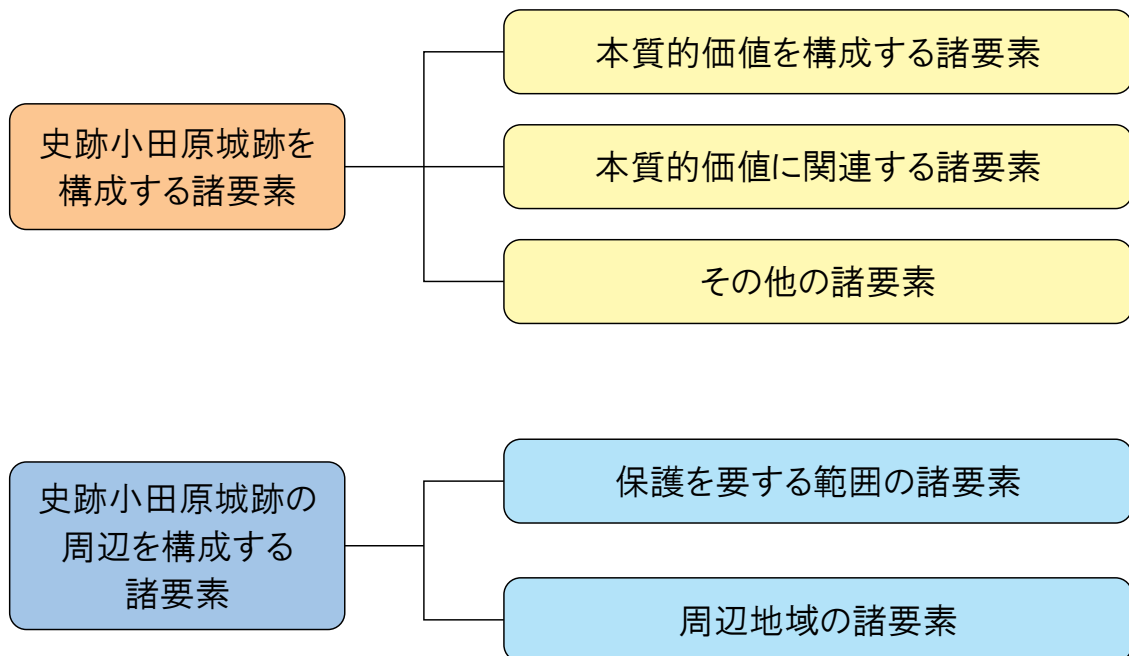 史跡小田原城跡を
構成する諸要素
本質的価値を構成する諸要素
本質的価値に関連する諸要素
その他の諸要素
史跡小田原城跡の
周辺を構成する
諸要素
保護を要する範囲の諸要素
周辺地域の諸要素